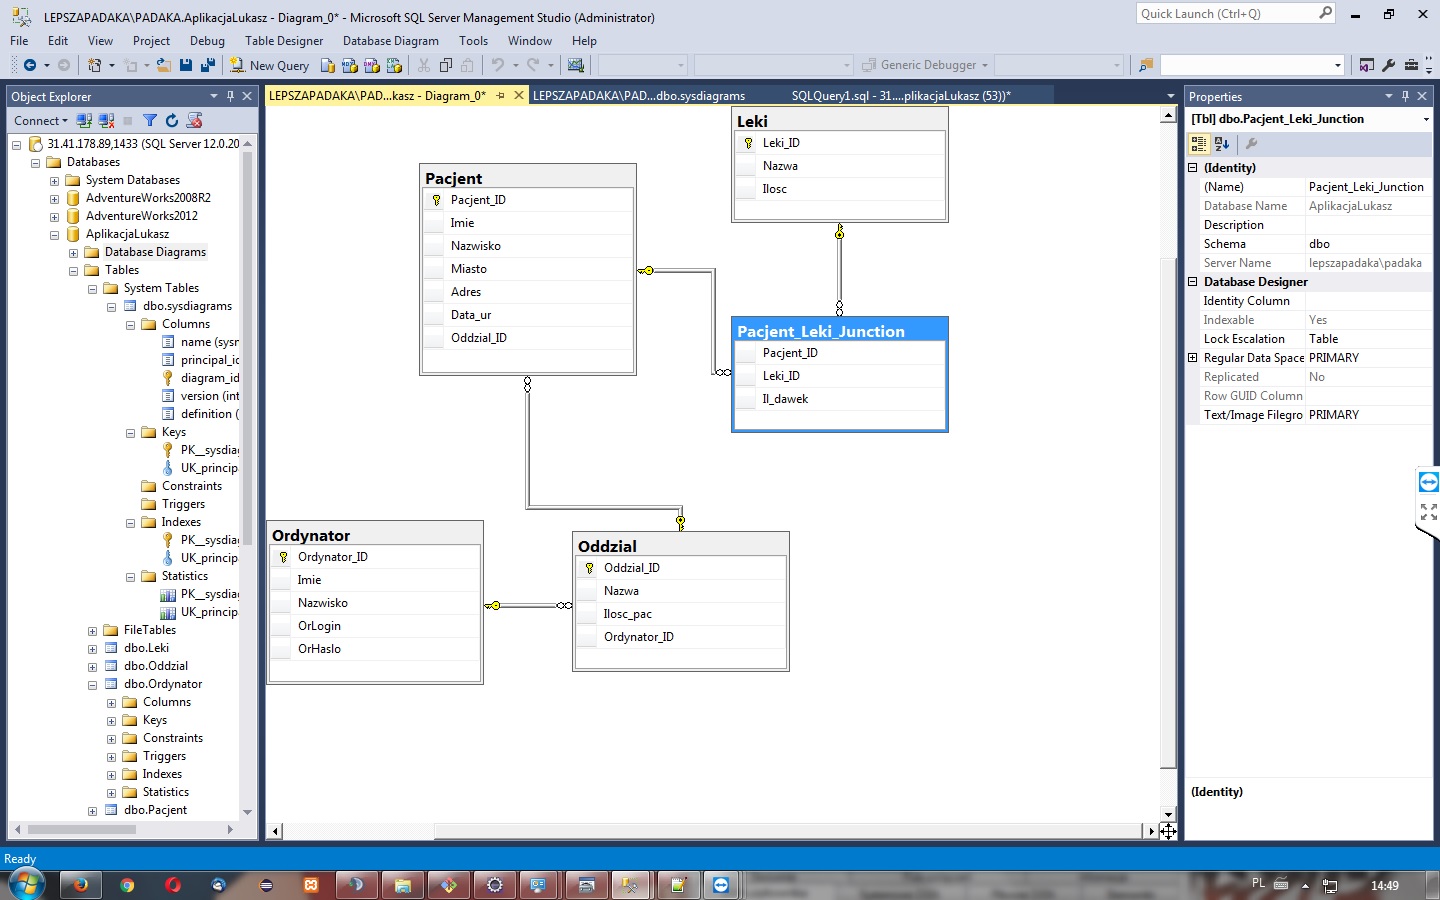 LEPSZAPADAKA\PADAKA.AplikacjaLukasz - Diagram_0* - Microsoft SQL Server Management Studio (Administrator)
Quick Launch (Ctrl+Q)
File Edit View Project Debug Table Designer Database Diagram Tools Window Help
New Query
Generic Debugger
Object Explorer
Connect
31.41.178.89,1433 (SQL Server 12.0.20
Databases
System Databases
AdventureWorks2008R2
AdventureWorks2012
AplikacjaLukasz
Database Diagrams
Tables
System Tables
dbo.sysdiagrams
Columns
name (sysn
principal_id
diagram_id
version (int
definition (
Keys
PK__sysdiag
UK_principa
Constraints
Triggers
Indexes
PK__sysdiag
UK_principa
Statistics
PK__sysdiag
UK_principa
FileTables
dbo.Leki
dbo.Oddzial
dbo.Ordynator
Columns
Keys
Constraints
Triggers
Indexes
Statistics
dbo.Pacjent
LEPSZAPADAKA\PAD...kasz - Diagram_0*
LEPSZAPADAKA\PAD...dbo.sysdiagrams
SQLQuery1.sql - 31....plikacjaLukasz (53))*
Leki
Leki_ID
Nazwa
Ilosc
Pacjent
Pacjent_ID
Imie
Nazwisko
Miasto
Adres
Data_ur
Oddzial_ID
Pacjent_Leki_Junction
Pacjent_ID
Leki_ID
Il_dawek
Ordynator
Ordynator_ID
Imie
Nazwisko
OrLogin
OrHaslo
Oddzial
Oddzial_ID
Nazwa
Ilosc_pac
Ordynator_ID
Properties
[Tbl] dbo.Pacjent_Leki_Junction
(Identity)
(Name) Pacjent_Leki_Junction
Database Name AplikacjaLukasz
Description
Schema dbo
Server Name lepszapadaka\padaka
Database Designer
Identity Column
Indexable Yes
Lock Escalation Table
Regular Data Space PRIMARY
Replicated No
Row GUID Column
Text/Image Filegro PRIMARY
(Identity)
Ready
PL
14:49